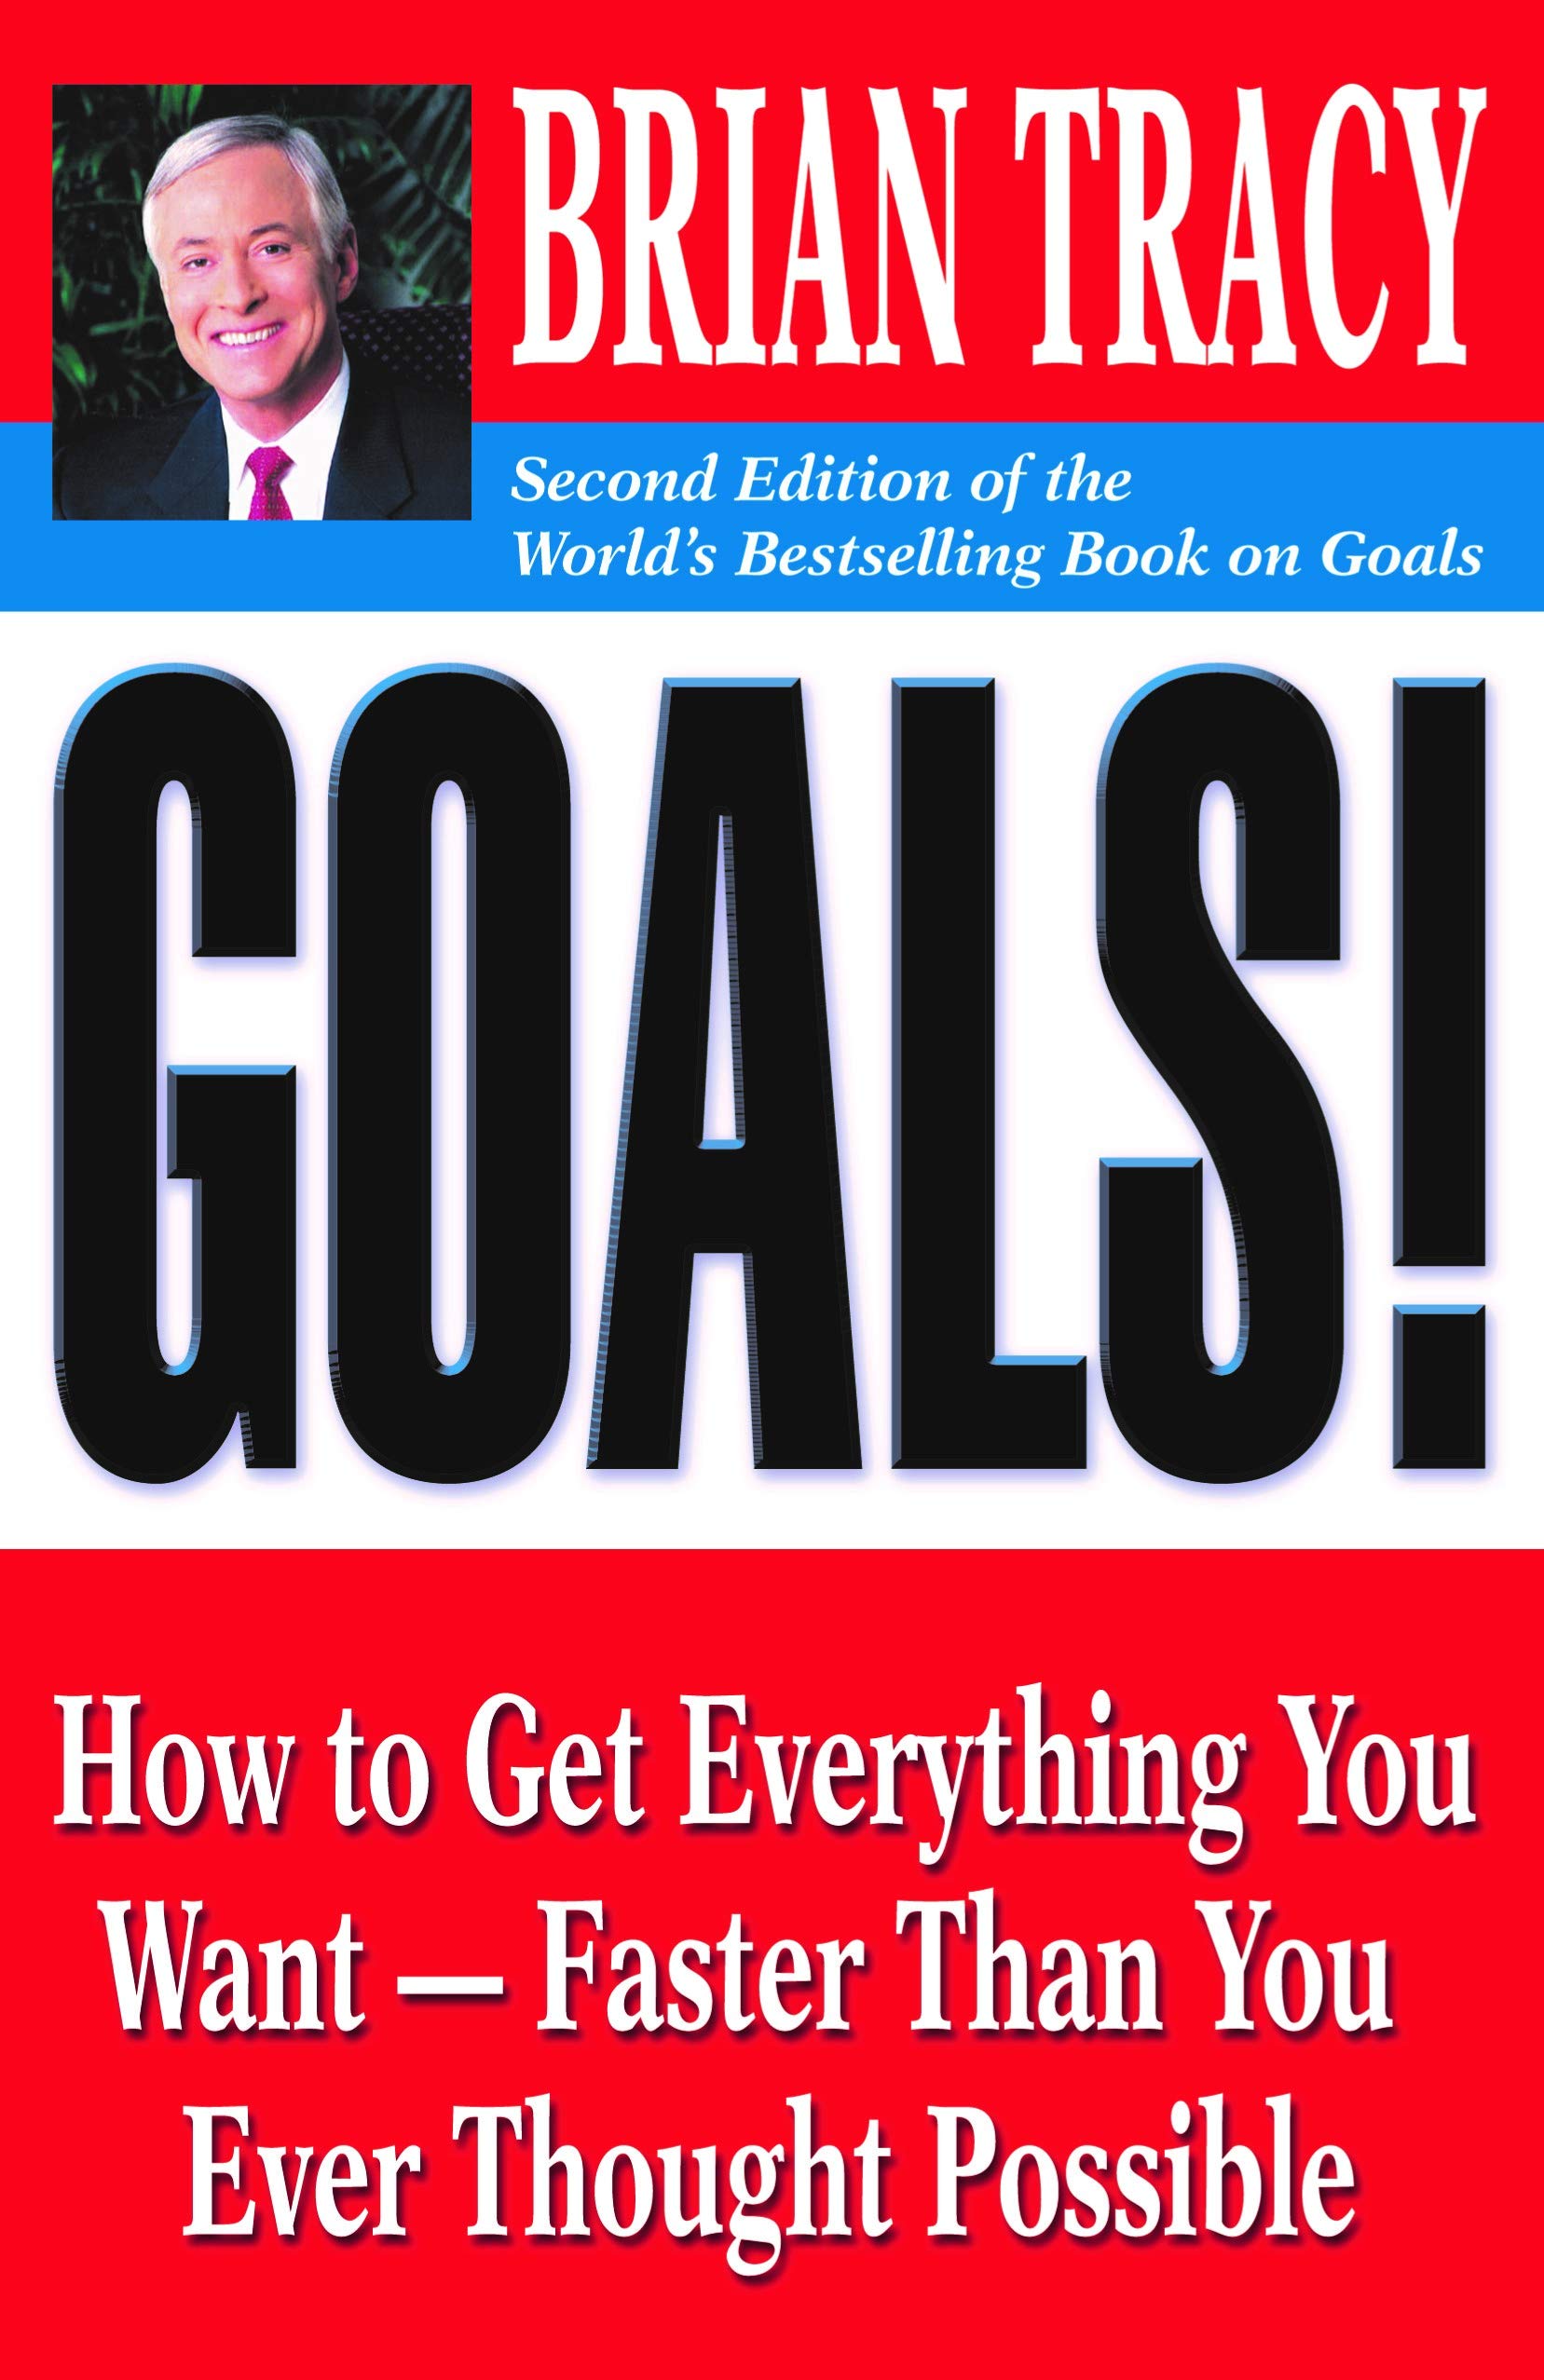 BRIAN TRACY
Second Edition of the
World's Bestselling Book on Goals
GOALS!
How to Get Everything You
Want — Faster Than You
Ever Thought Possible